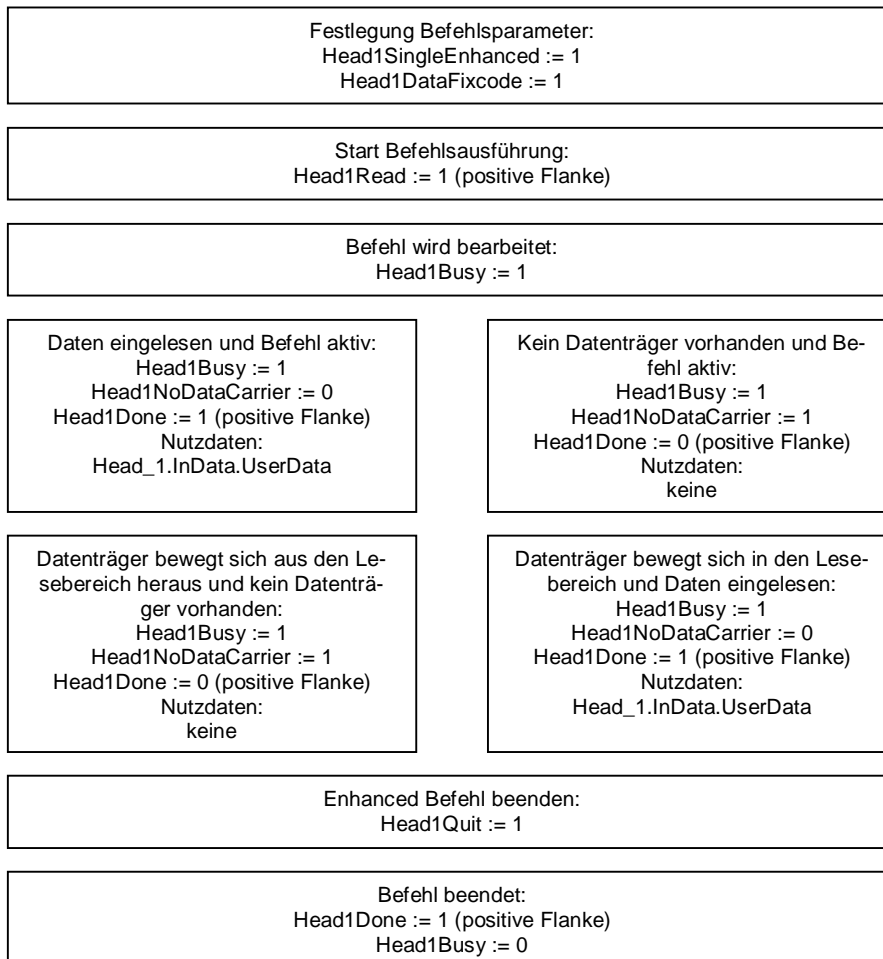 Festlegung Befehlsparameter:
Head1SingleEnhanced := 1
Head1DataFixcode := 1
Start Befehlsausführung:
Head1Read := 1 (positive Flanke)
Befehl wird bearbeitet:
Head1Busy := 1
Daten eingelesen und Befehl aktiv:
Head1Busy := 1
Head1NoDataCarrier := 0
Head1Done := 1 (positive Flanke)
Nutzdaten:
Head_1.InData.UserData
Kein Datenträger vorhanden und Be-
fehl aktiv:
Head1Busy := 1
Head1NoDataCarrier := 1
Head1Done := 0 (positive Flanke)
Nutzdaten:
keine
Datenträger bewegt sich aus den Le-
sebereich heraus und kein Datenträ-
ger vorhanden:
Head1Busy := 1
Head1NoDataCarrier := 1
Head1Done := 0 (positive Flanke)
Nutzdaten:
keine
Datenträger bewegt sich in den Lese-
bereich und Daten eingelesen:
Head1Busy := 1
Head1NoDataCarrier := 0
Head1Done := 1 (positive Flanke)
Nutzdaten:
Head_1.InData.UserData
Enhanced Befehl beenden:
Head1Quit := 1
Befehl beendet:
Head1Done := 1 (positive Flanke)
Head1Busy := 0